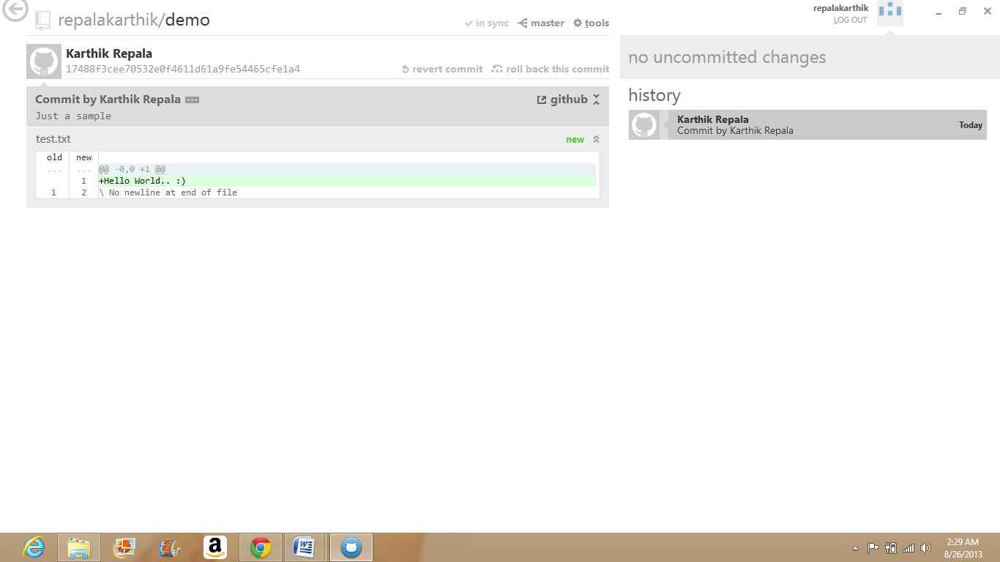 repalakarthik/demo
in sync master tools
Karthik Repala
17488f3cee70532e0f4611d61a9fe54465cfe1a4
revert commit roll back this commit
Commit by Karthik Repala
github
Just a sample
test.txt
new
old new
... ... @@ -0,0 +1 @@
1 +Hello World.. :)
1 2 \ No newline at end of file
repalakarthik
LOG OUT
no uncommitted changes
history
Karthik Repala
Commit by Karthik Repala
Today
a
W
2:29 AM
8/26/2013